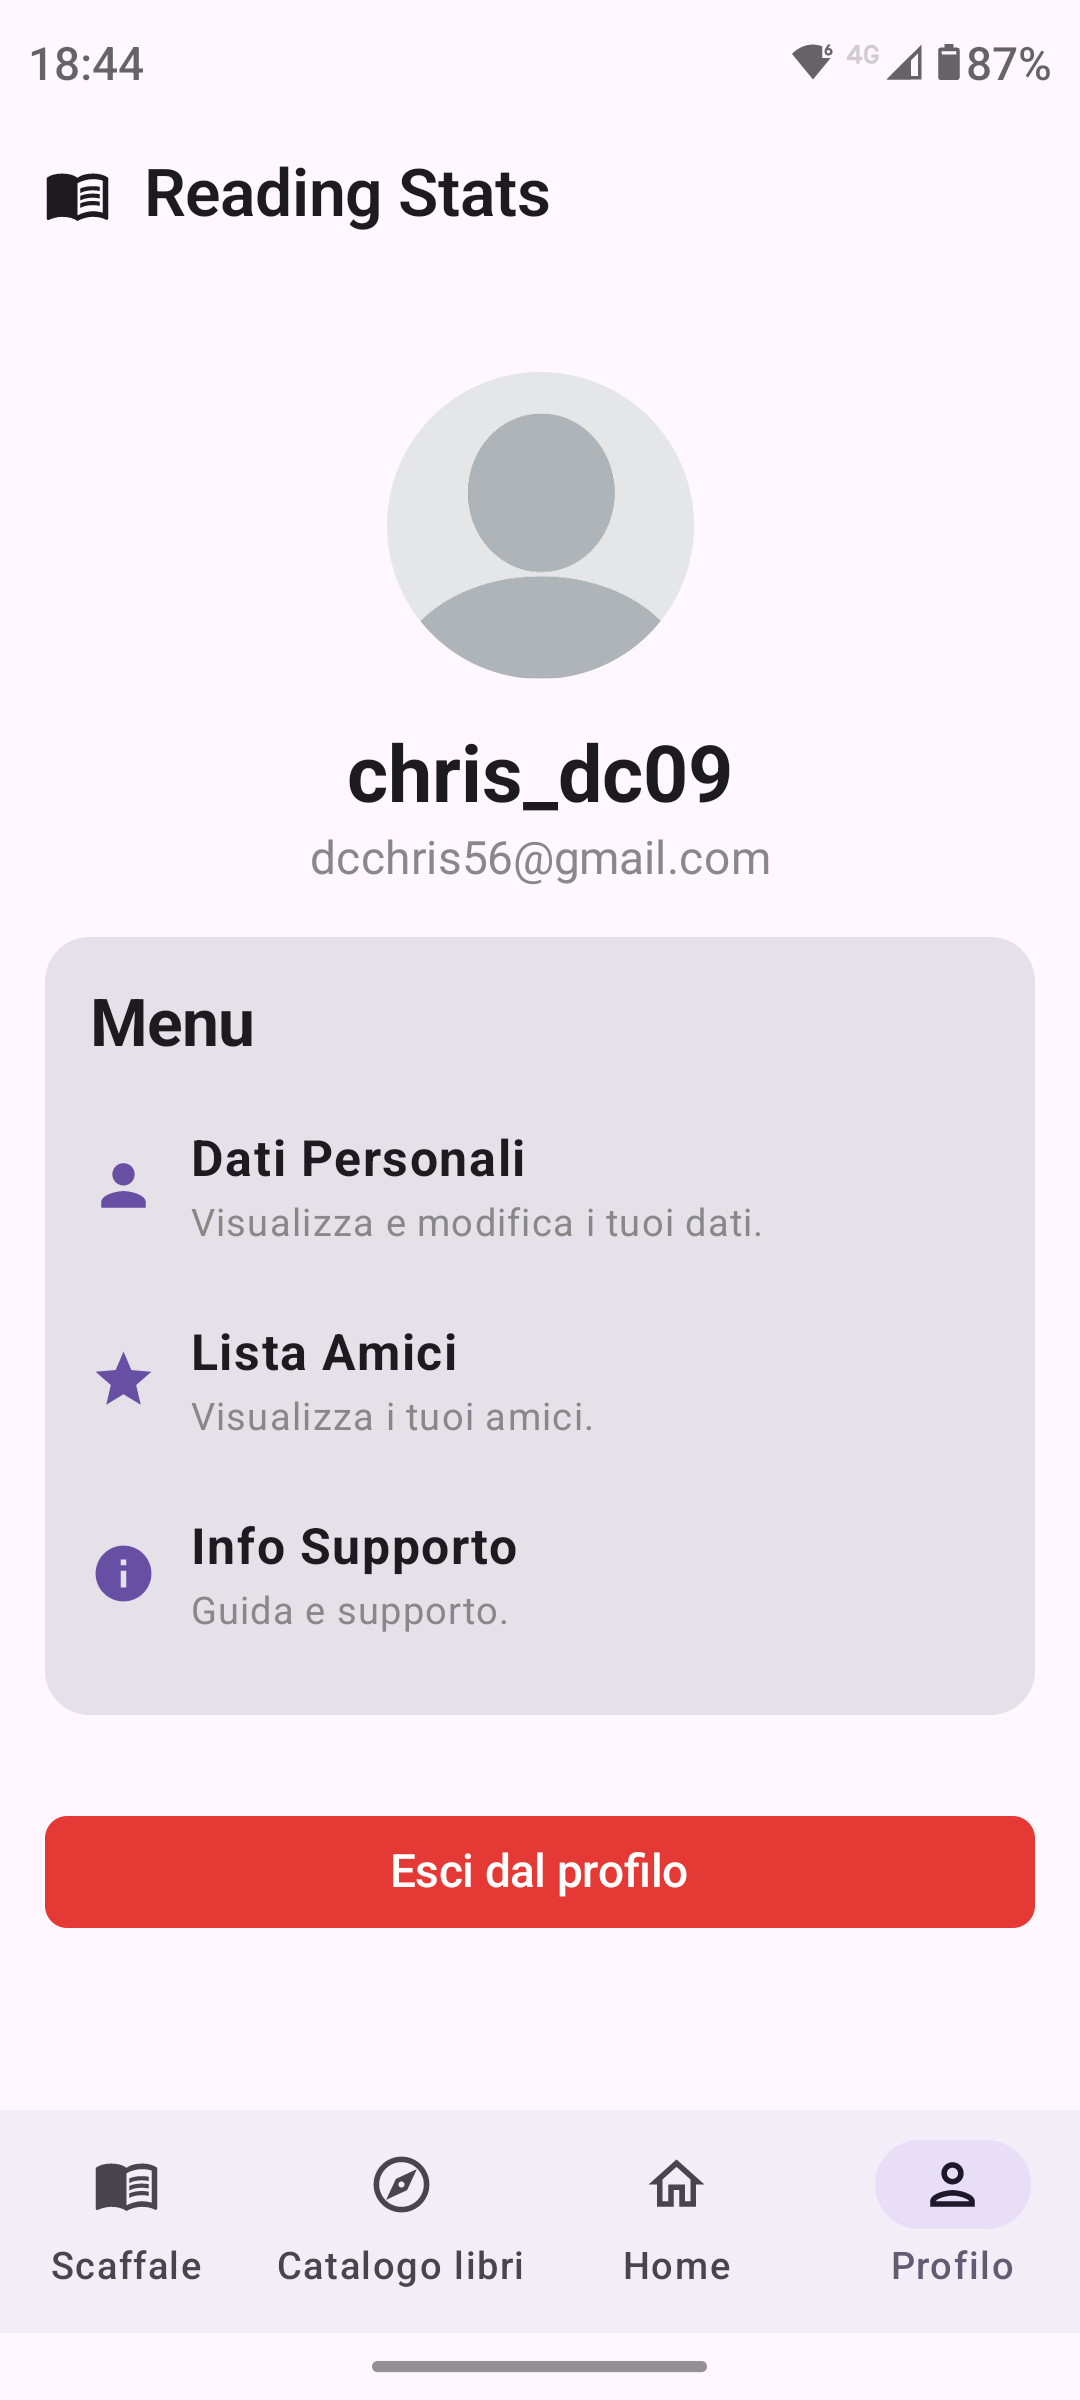 18:44
4G 87%
Reading Stats
chris_dc09
dcchris56@gmail.com
Menu
Dati Personali
Visualizza e modifica i tuoi dati.
Lista Amici
Visualizza i tuoi amici.
Info Supporto
Guida e supporto.
Esci dal profilo
Scaffale
Catalogo libri
Home
Profilo